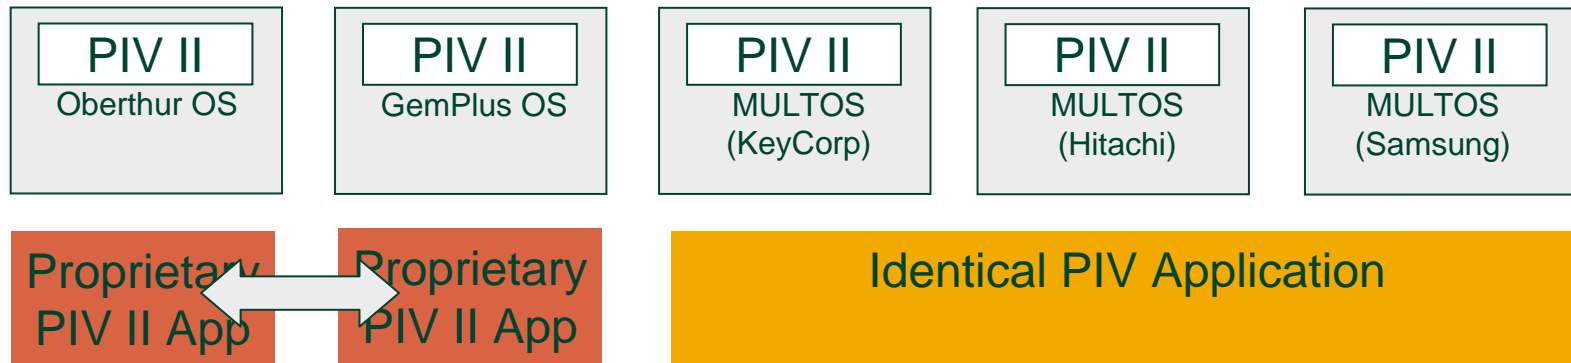 PIV II
Oberthur OS
PIV II
GemPlus OS
PIV II
MULTOS
(KeyCorp)
PIV II
MULTOS
(Hitachi)
PIV II
MULTOS
(Samsung)
Proprietary
PIV II App
Proprietary
PIV II App
Identical PIV Application